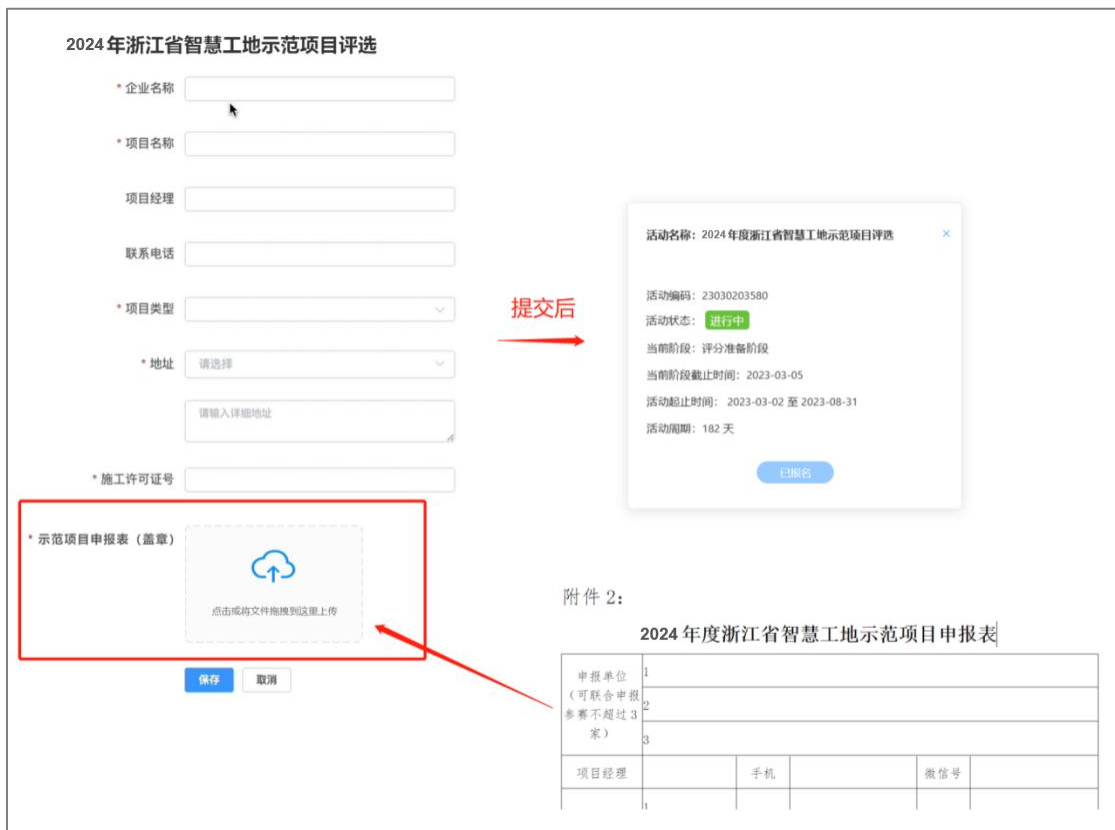 2024年浙江省智慧工地示范项目评选
* 企业名称
* 项目名称
项目经理
联系电话
* 项目类型
* 地址 请选择
请输入详细地址
* 施工许可证号
* 示范项目申报表（盖章）
点击或将文件拖拽到这里上传
保存 取消
提交后
活动名称：2024年度浙江省智慧工地示范项目评选 ×
活动编码：23030203580
活动状态： 进行中
当前阶段：评分准备阶段
当前阶段截止时间：2023-03-05
活动起止时间： 2023-03-02 至 2023-08-31
活动周期：182 天
已报名
附件 2：
2024 年度浙江省智慧工地示范项目申报表
申报单位
（可联合申报
参赛不超过 3
家）
1
2
3
项目经理 手机 微信号
1